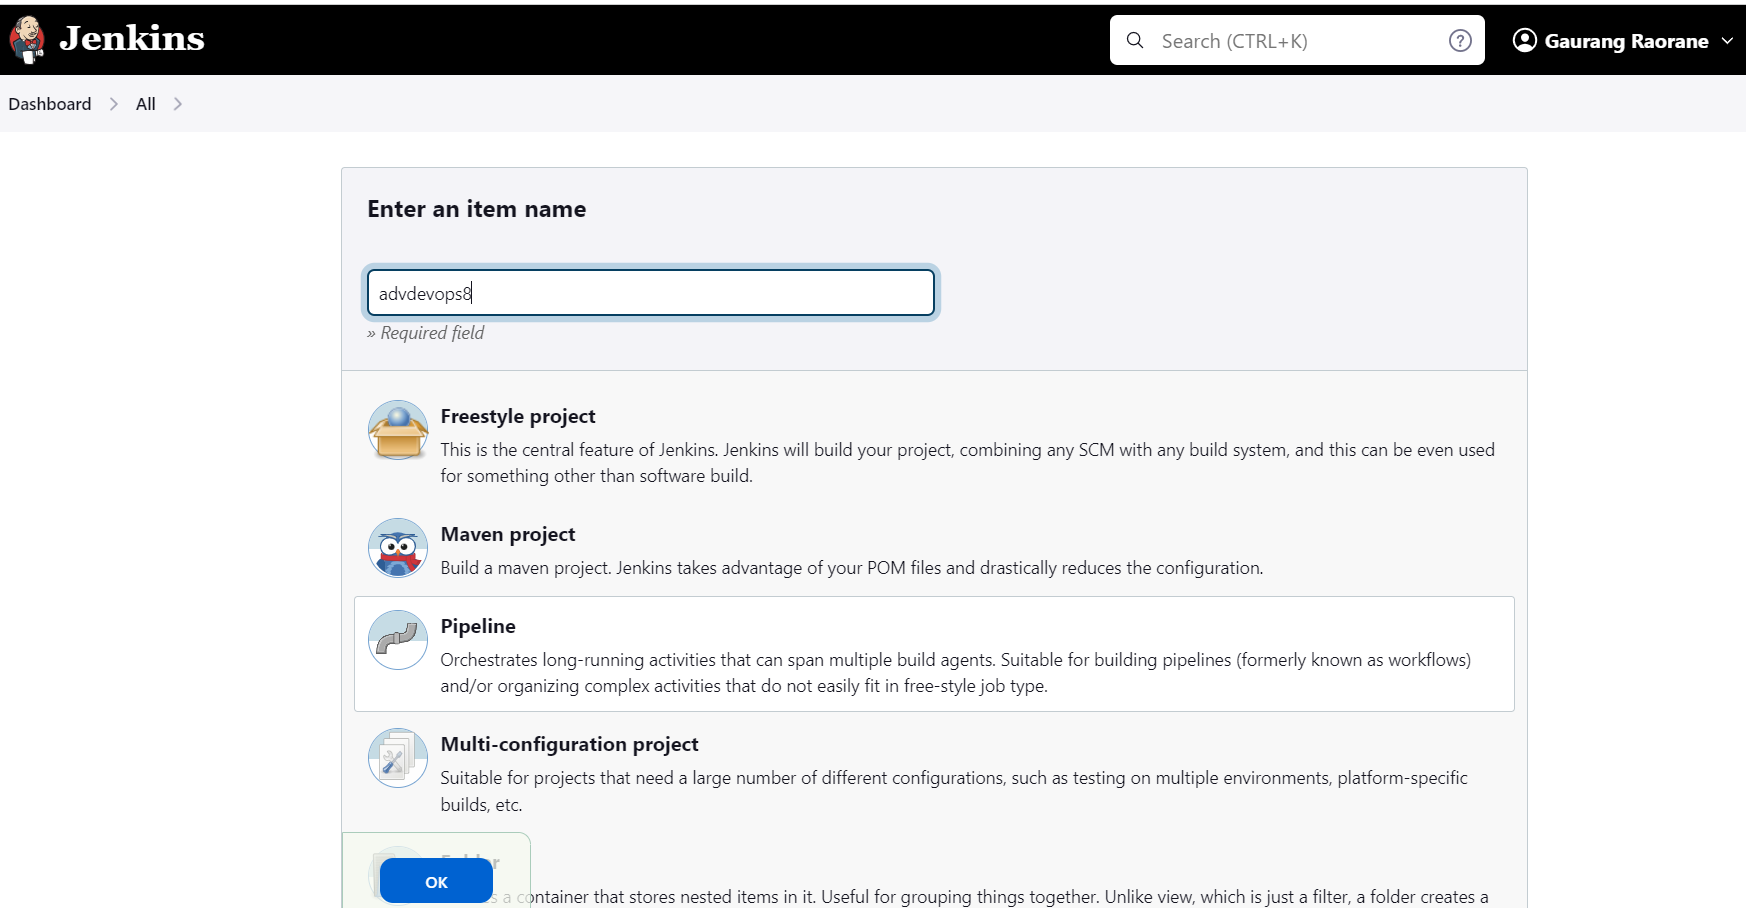 Jenkins
Search (CTRL+K)
?
Gaurang Raorane
Dashboard
All
Enter an item name
advdevops8
» Required field
Freestyle project
This is the central feature of Jenkins. Jenkins will build your project, combining any SCM with any build system, and this can be even used
for something other than software build.
Maven project
Build a maven project. Jenkins takes advantage of your POM files and drastically reduces the configuration.
Pipeline
Orchestrates long-running activities that can span multiple build agents. Suitable for building pipelines (formerly known as workflows)
and/or organizing complex activities that do not easily fit in free-style job type.
Multi-configuration project
Suitable for projects that need a large number of different configurations, such as testing on multiple environments, platform-specific
builds, etc.
Folder
OK
s a container that stores nested items in it. Useful for grouping things together. Unlike view, which is just a filter, a folder creates a